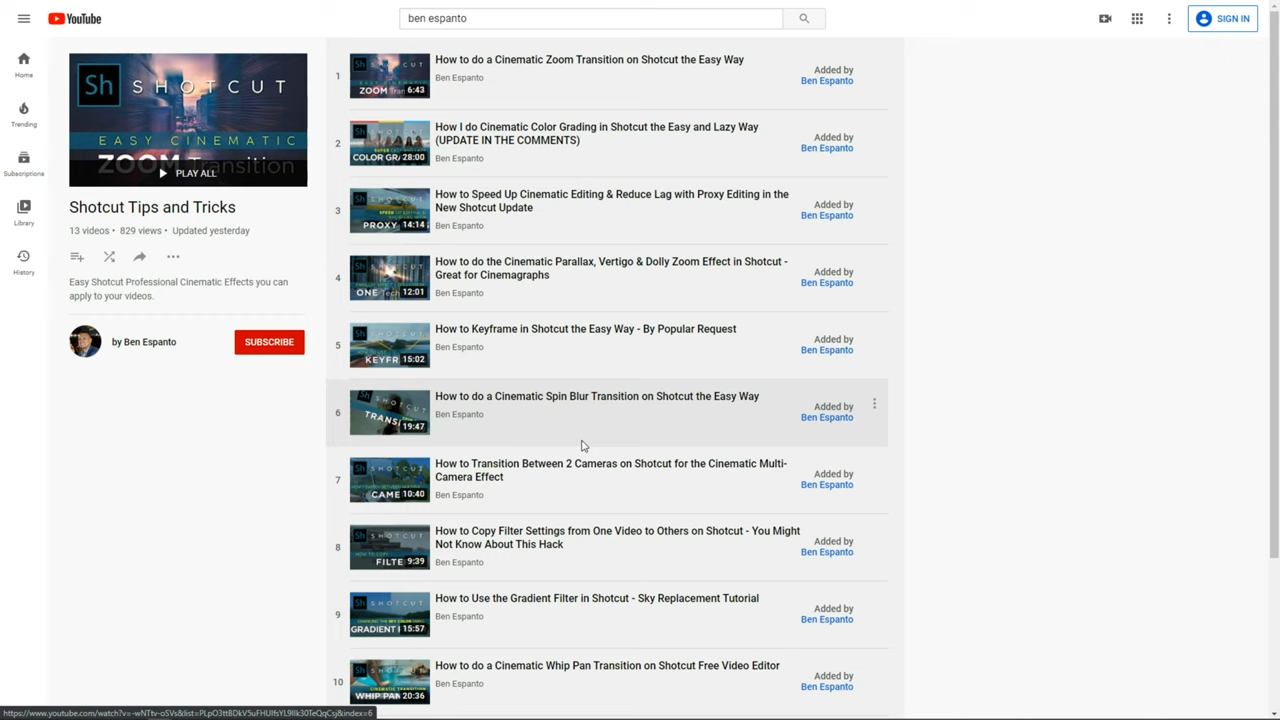 YouTube
ben espanto
SIGN IN
Home
Trending
Subscriptions
Library
History
Sh SHOTCUT
EASY CINEMATIC
ZOOM Transition
PLAY ALL
Shotcut Tips and Tricks
13 videos • 829 views • Updated yesterday
Easy Shotcut Professional Cinematic Effects you can
apply to your videos.
by Ben Espanto
SUBSCRIBE
1
6:43
How to do a Cinematic Zoom Transition on Shotcut the Easy Way
Ben Espanto
Added by
Ben Espanto
2
COLOR GRA 28:00
How I do Cinematic Color Grading in Shotcut the Easy and Lazy Way
(UPDATE IN THE COMMENTS)
Ben Espanto
Added by
Ben Espanto
3
PROXY 14:14
How to Speed Up Cinematic Editing & Reduce Lag with Proxy Editing in the
New Shotcut Update
Ben Espanto
Added by
Ben Espanto
4
ONE Tech 12:01
How to do the Cinematic Parallax, Vertigo & Dolly Zoom Effect in Shotcut -
Great for Cinemagraphs
Ben Espanto
Added by
Ben Espanto
5
KEYFR 15:02
How to Keyframe in Shotcut the Easy Way - By Popular Request
Ben Espanto
Added by
Ben Espanto
6
TRANSI 19:47
How to do a Cinematic Spin Blur Transition on Shotcut the Easy Way
Ben Espanto
Added by
Ben Espanto
7
CAME 10:40
How to Transition Between 2 Cameras on Shotcut for the Cinematic Multi-
Camera Effect
Ben Espanto
Added by
Ben Espanto
8
FILTE 9:39
How to Copy Filter Settings from One Video to Others on Shotcut - You Might
Not Know About This Hack
Ben Espanto
Added by
Ben Espanto
9
GRADIENT 15:57
How to Use the Gradient Filter in Shotcut - Sky Replacement Tutorial
Ben Espanto
Added by
Ben Espanto
10
WHIP PAN 20:36
How to do a Cinematic Whip Pan Transition on Shotcut Free Video Editor
Ben Espanto
Added by
Ben Espanto